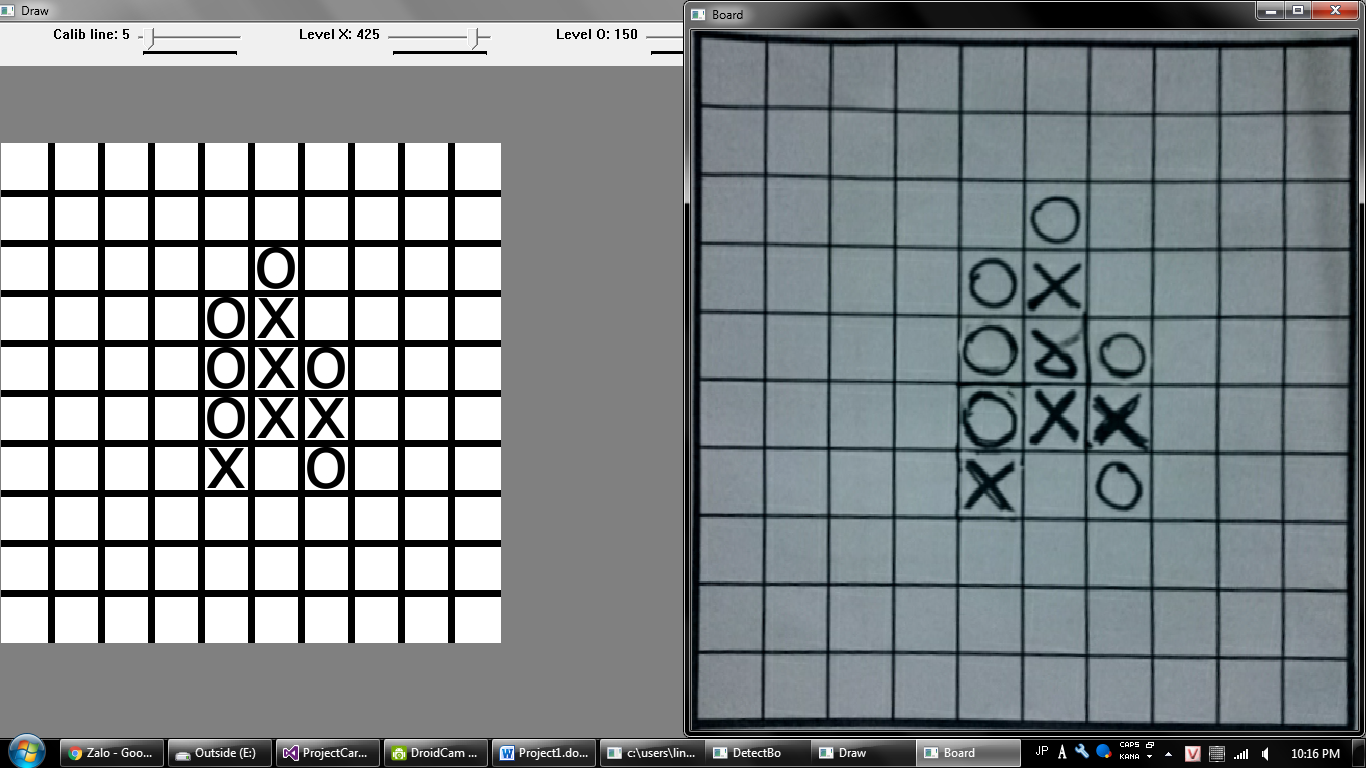 Draw
Calib line: 5
Level X: 425
Level O: 150
O
O X
O X O
O X X
X O
Board
O
O X
O X O
O X X
X O
Zalo - Goo...
Outside (E:)
ProjectCar...
DroidCam ...
Project1.do...
c:\users\lin...
DetectBo
Draw
Board
JP
A
CAPS
KANA
V
10:16 PM